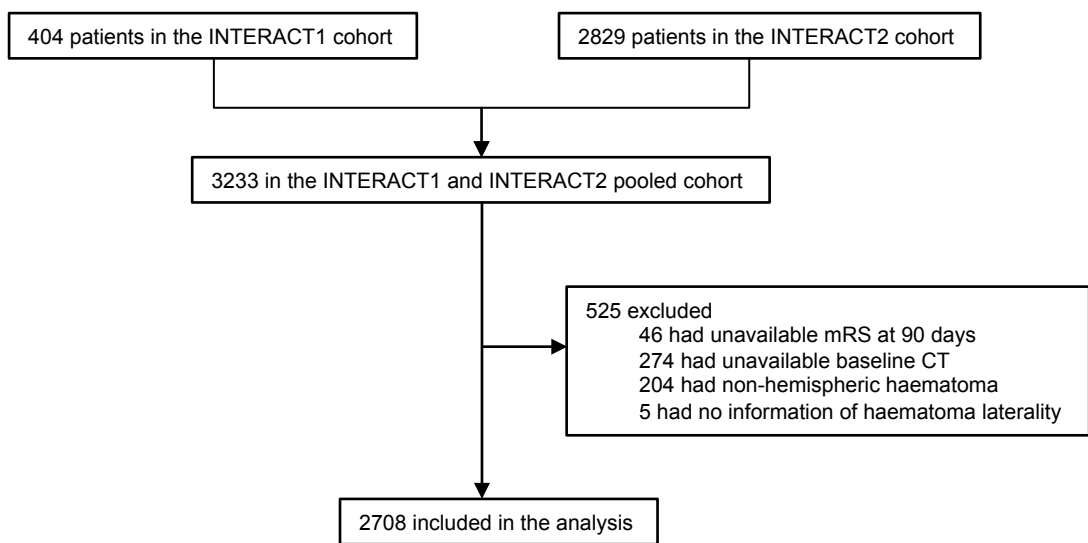 404 patients in the INTERACT1 cohort
2829 patients in the INTERACT2 cohort
3233 in the INTERACT1 and INTERACT2 pooled cohort
525 excluded
46 had unavailable mRS at 90 days
274 had unavailable baseline CT
204 had non-hemispheric haematoma
5 had no information of haematoma laterality
2708 included in the analysis